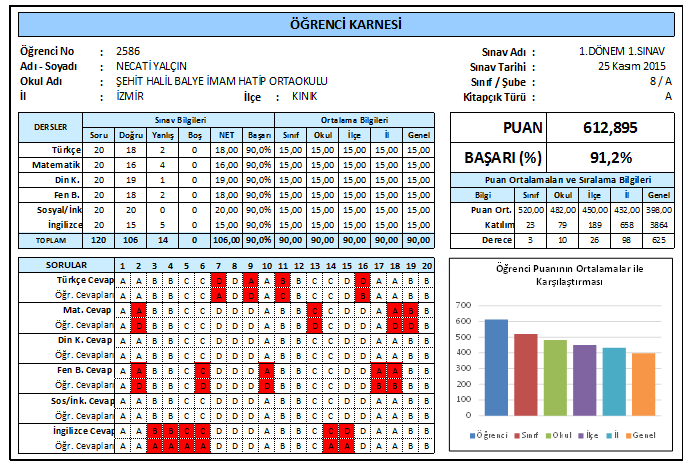 ÖĞRENCİ KARNESİ
Öğrenci No : 2586
Adı - Soyadı : NECATİ YALÇIN
Okul Adı : ŞEHİT HALİL BALYE İMAM HATİP ORTAOKULU
İl : İZMİR İlçe : KINIK
Sınav Adı : 1.DÖNEM 1.SINAV
Sınav Tarihi : 25 Kasım 2015
Sınıf / Şube : 8 / A
Kitapçık Türü : A
DERSLER Sınav Bilgileri Ortalama Bilgileri
Soru Doğru Yanlış Boş NET Başarı Sınıf Okul İlçe İl Genel
Türkçe 20 18 2 0 18,00 90,0% 15,00 15,00 15,00 15,00 15,00
Matematik 20 16 4 0 16,00 90,0% 15,00 15,00 15,00 15,00 15,00
Din K. 20 19 1 0 19,00 90,0% 15,00 15,00 15,00 15,00 15,00
Fen B. 20 18 2 0 18,00 90,0% 15,00 15,00 15,00 15,00 15,00
Sosyal/İnk 20 20 0 0 20,00 90,0% 15,00 15,00 15,00 15,00 15,00
İngilizce 20 15 5 0 15,00 90,0% 15,00 15,00 15,00 15,00 15,00
TOPLAM 120 106 14 0 106,00 90,0% 90,00 90,00 90,00 90,00 90,00
PUAN 612,895
BAŞARI (%) 91,2%
Puan Ortalamaları ve Sıralama Bilgileri
Bilgi Sınıf Okul İlçe İl Genel
Puan Ort. 520,00 482,00 450,00 432,00 398,00
Katılım 23 79 189 658 3864
Derece 3 10 26 98 625
SORULAR 1 2 3 4 5 6 7 8 9 10 11 12 13 14 15 16 17 18 19 20
Türkçe Cevap A A B B C C D A B C C D A A B B
Öğr. Cevapları A A B B C C D A B C C D A A B B
Mat. Cevap A B B C C D D A A B B C D D A B
Öğr. Cevapları A B B C C D D A A B B C D D A B
Din K. Cevap A A B B C C D D A A B B C C D D A A B B
Öğr. Cevapları A A B B C C D D A A B B C C D D A A B B
Fen B. Cevap A B B C D D A B B C C D D B B
Öğr. Cevapları A B B C D D A B B C C D D B B
Sos/İnk. Cevap A A B B C C D D A A B B C C D D A A B B
Öğr. Cevapları A A B B C C D D A A B B C C D D A A B B
İngilizce Cevap A A B B C C D D A A B B C C D D A A B B
Öğr. Cevapları A A A A A A D D A A B B C D A A B B
Öğrenci Puanının Ortalamalar ile
Karşılaştırması
700
600
500
400
300
200
100
0
Öğrenci Sınıf Okul İlçe İl Genel